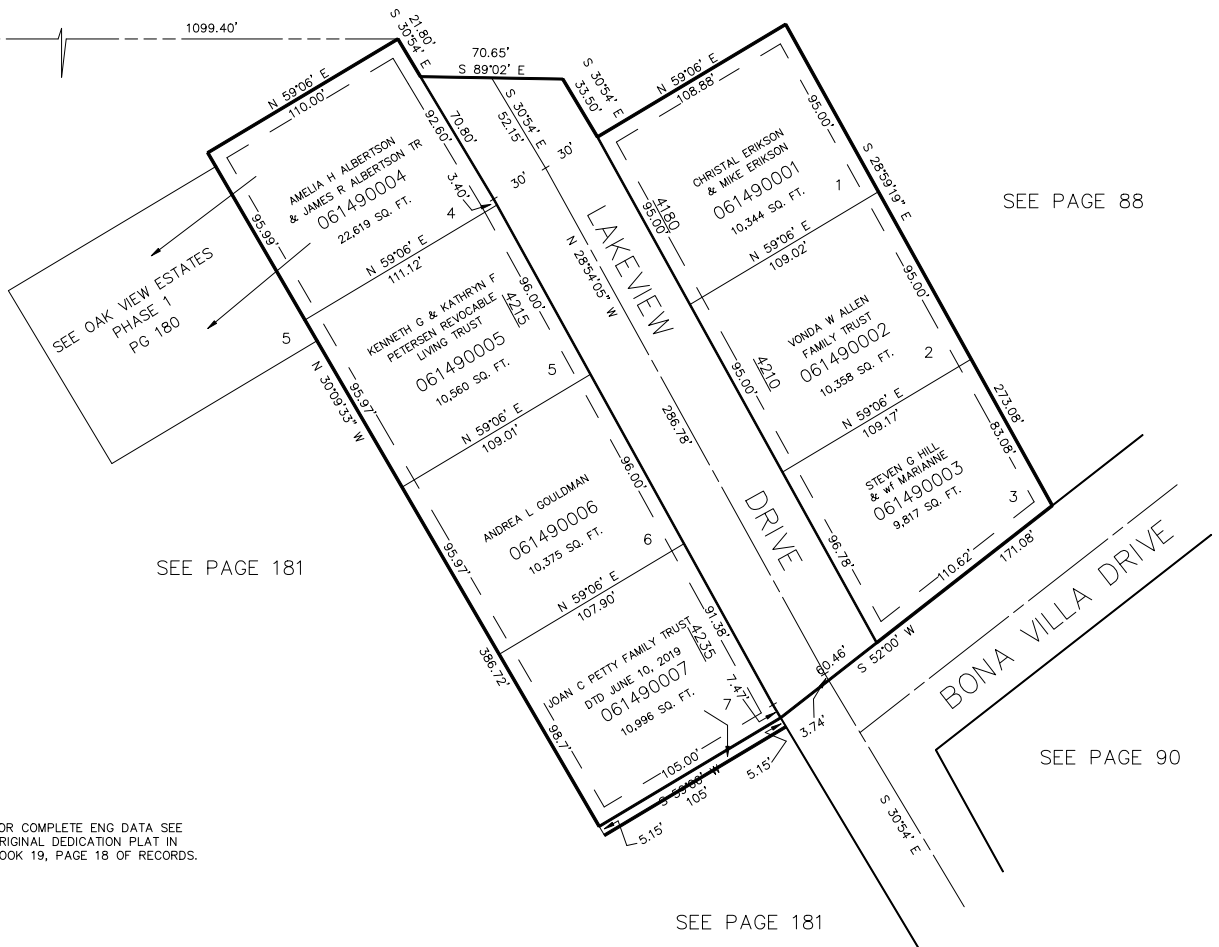 1099.40'
S 30°54' E
21.80'
70.65'
S 89°02' E
N 59°06' E
110.00'
92.60'
70.80'
3.40'
S 30°54' E
52.15'
30'
30'
S 30°54' E
33.50'
N 59°06' E
108.88'
95.00'
S 28°59'19" E
SEE PAGE 88
AMELIA H ALBERTSON
& JAMES R ALBERTSON TR
061490004
22,619 SQ. FT.
4
95.99'
N 59°06' E
111.12'
CHRISTAL ERIKSON
& MIKE ERIKSON
061490001
10,344 SQ. FT.
1
4180
95.00'
N 59°06' E
109.02'
SEE OAK VIEW ESTATES
PHASE 1
PG 180
5
N 30°09'33" W
KENNETH G & KATHRYN F
PETERSEN REVOCABLE
LIVING TRUST
061490005
10,560 SQ. FT.
5
4215
96.00'
95.97'
N 59°06' E
109.01'
LAKEVIEW
DRIVE
N 28°54'05" W
286.78'
VONDA W ALLEN
FAMILY TRUST
061490002
10,358 SQ. FT.
2
4210
95.00'
95.00'
N 59°06' E
109.17'
273.08'
83.08'
STEVEN G HILL
& wf MARIANNE
061490003
9,817 SQ. FT.
3
96.78'
110.62'
171.08'
S 52°00' W
60.46'
3.74'
ANDREA L GOULDMAN
061490006
10,375 SQ. FT.
6
96.00'
95.97'
N 59°06' E
107.90'
SEE PAGE 181
386.72'
JOAN C PETTY FAMILY TRUST
DTD JUNE 10, 2019
061490007
10,996 SQ. FT.
7
4235
91.38'
7.47'
98.7'
105.00'
105'
5.15'
5.15'
BONA VILLA DRIVE
SEE PAGE 90
S 30°54' E
OR COMPLETE ENG DATA SEE
RIGINAL DEDICATION PLAT IN
OOK 19, PAGE 18 OF RECORDS.
SEE PAGE 181